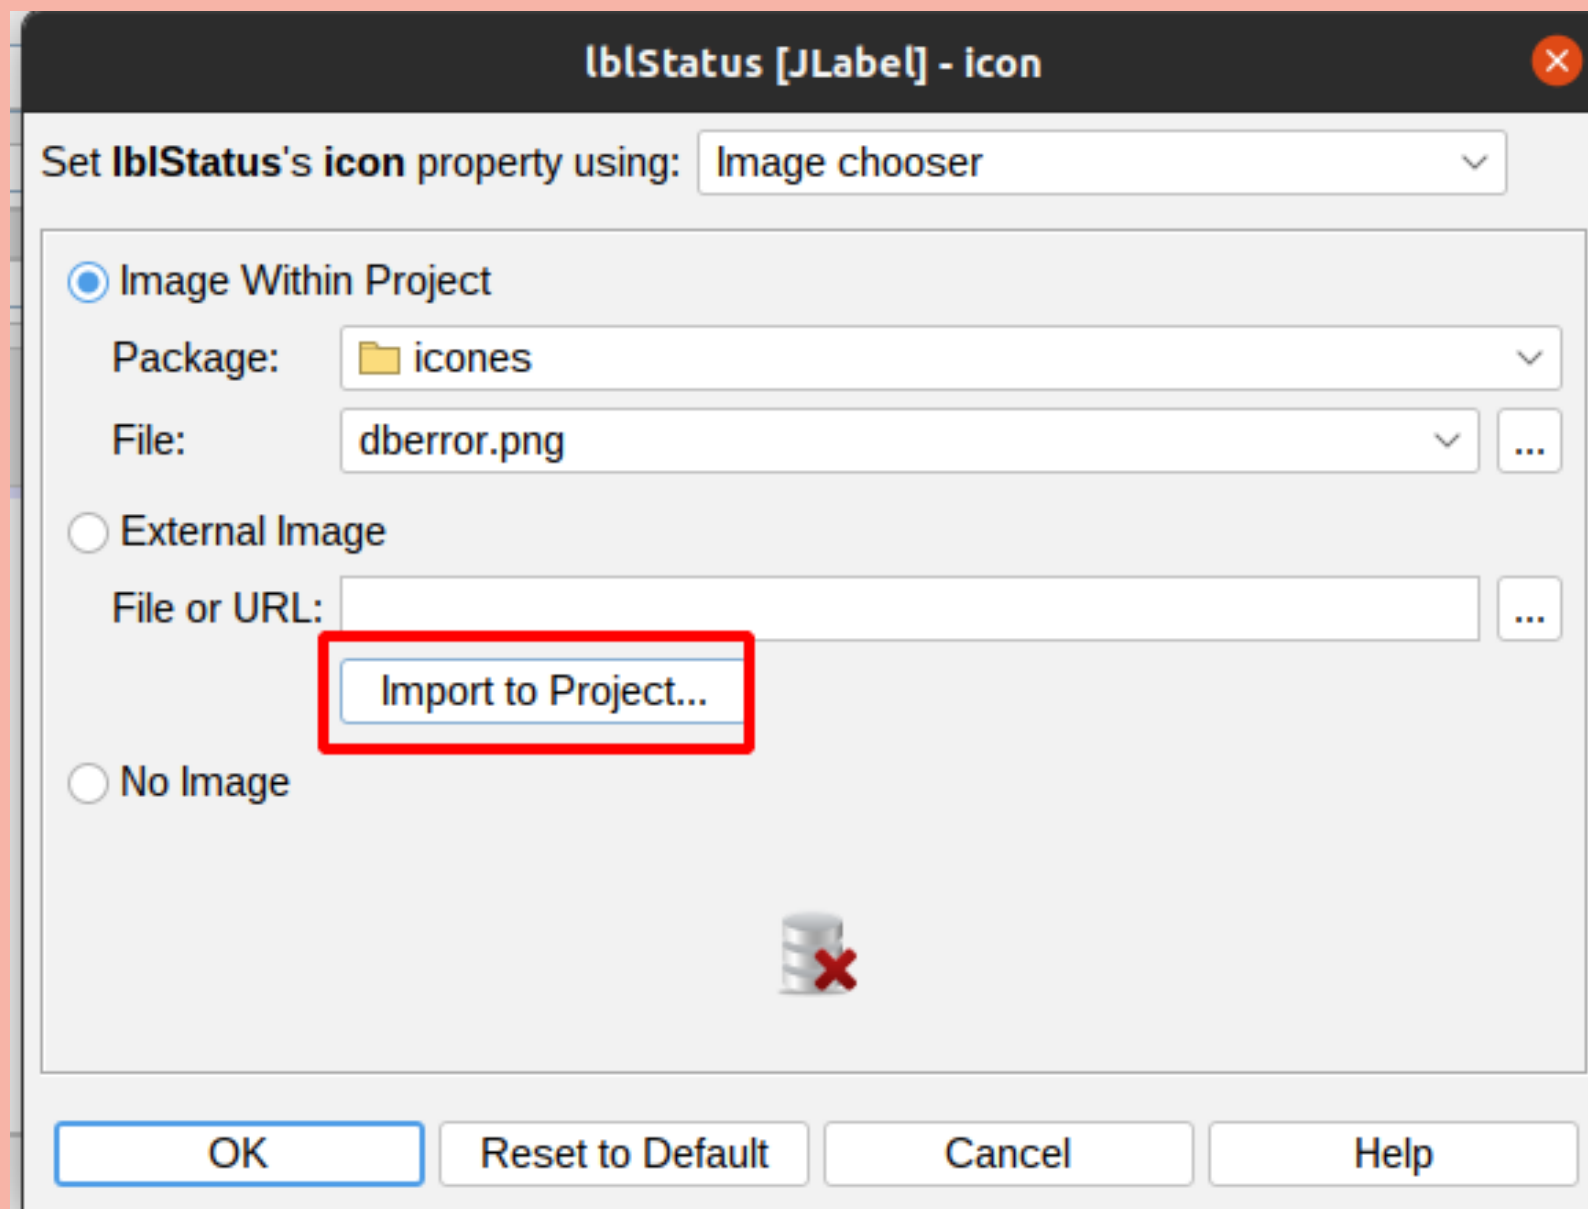 lblStatus [JLabel] - icon
Set lblStatus's icon property using: Image chooser
Image Within Project
Package: icones
File: dberror.png ...
External Image
File or URL: ...
Import to Project...
No Image
OK Reset to Default Cancel Help